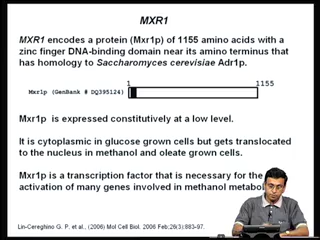 MXR1
MXR1 encodes a protein (Mxr1p) of 1155 amino acids with a
zinc finger DNA-binding domain near its amino terminus that
has homology to Saccharomyces cerevisiae Adr1p.
1 1155
Mxr1p (GenBank # DQ395124)
Mxr1p is expressed constitutively at a low level.
It is cytoplasmic in glucose grown cells but gets translocated
to the nucleus in methanol and oleate grown cells.
Mxr1p is a transcription factor that is necessary for the
activation of many genes involved in methanol
Lin-Cereghino G. P. et al., (2006) Mol Cell Biol. 2006 Feb;26(3):883-97.